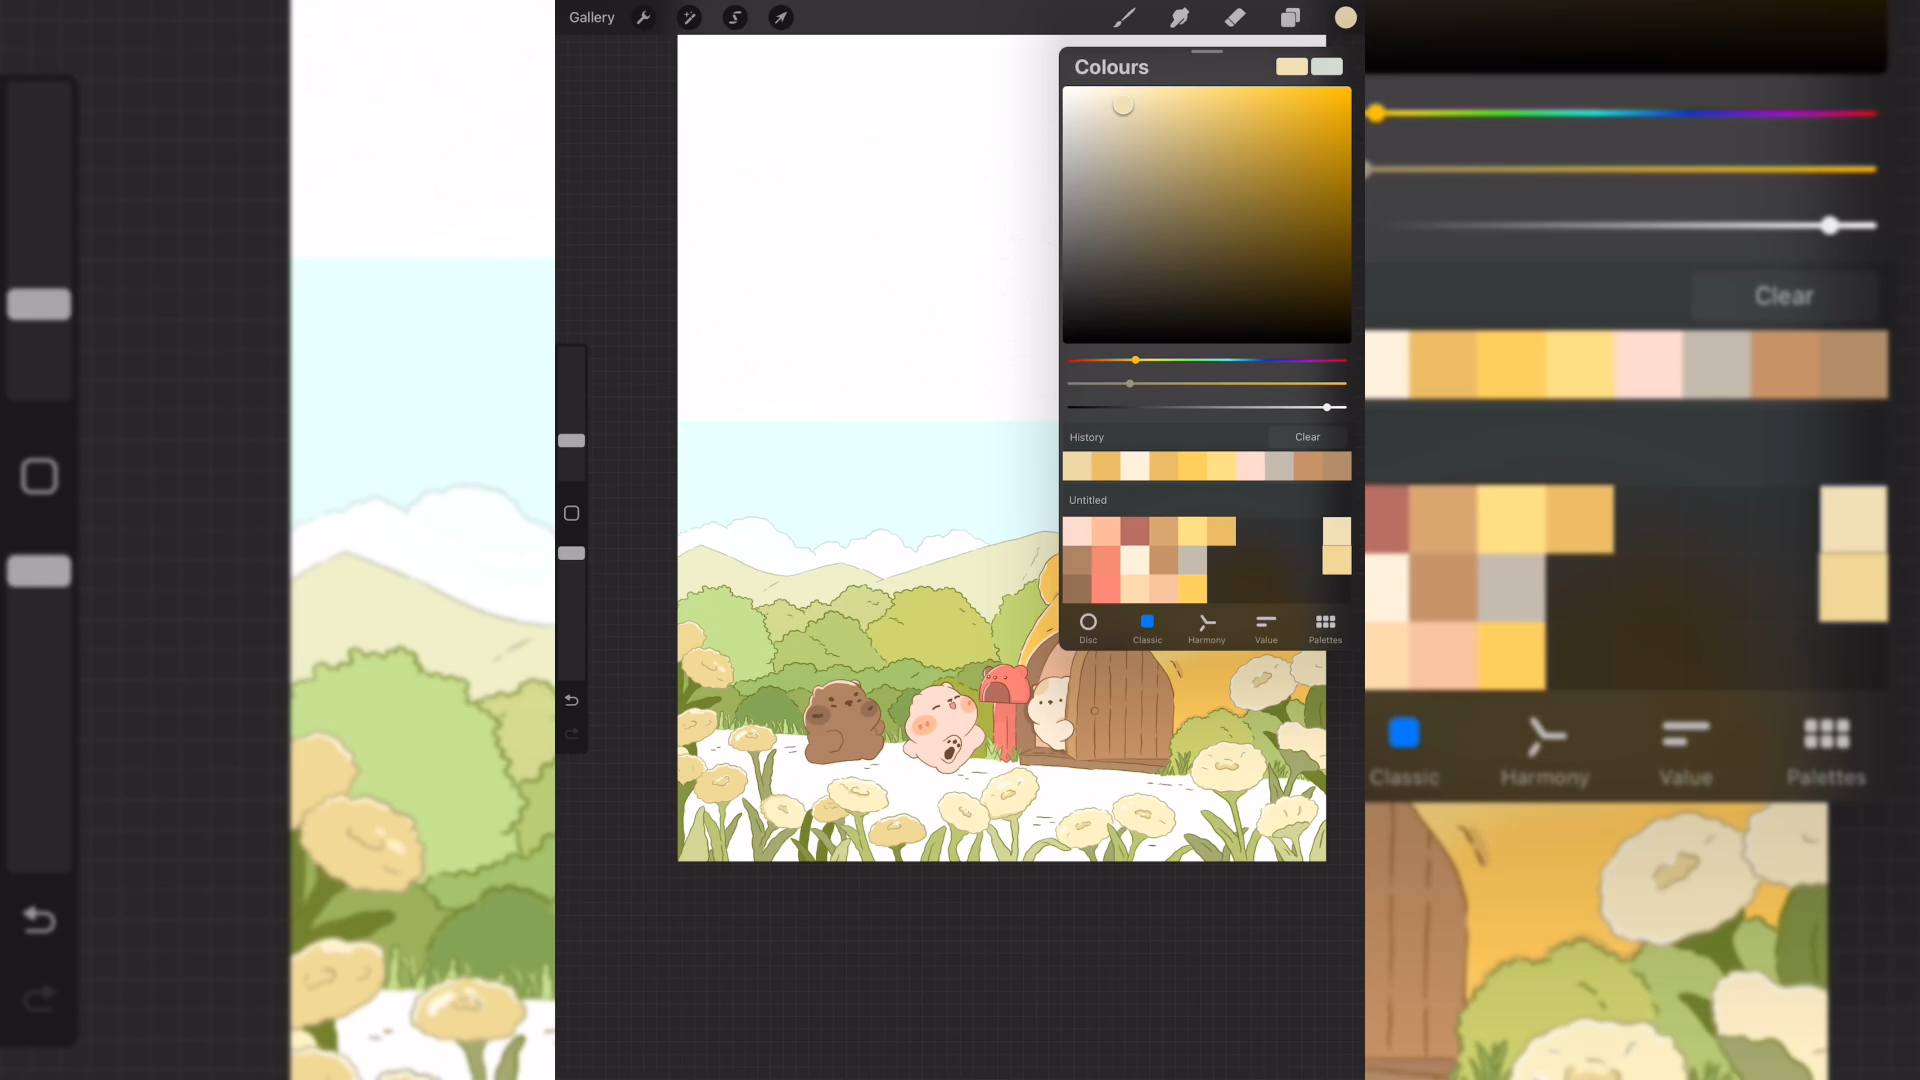 Gallery
Colours
History
Clear
Untitled
Disc
Classic
Harmony
Value
Palettes
Clear
Classic
Harmony
Value
Palettes